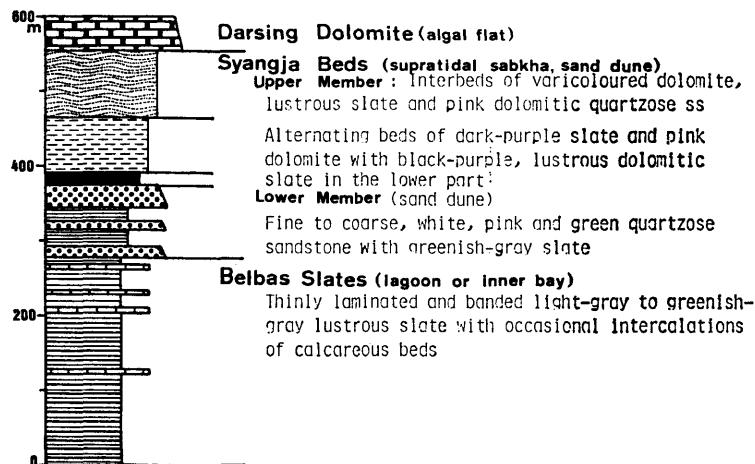 600
m
400
200
0
Darsing Dolomite (algal flat)
Syangja Beds (supratidal sabkha, sand dune)
Upper Member : Interbeds of varicoloured dolomite,
lustrous slate and pink dolomitic quartzose ss
Alternating beds of dark-purple slate and pink
dolomite with black-purple, lustrous dolomitic
slate in the lower part
Lower Member (sand dune)
Fine to coarse, white, pink and green quartzose
sandstone with greenish-gray slate
Belbas Slates (lagoon or inner bay)
Thinly laminated and banded light-gray to greenish-
gray lustrous slate with occasional intercalations
of calcareous beds